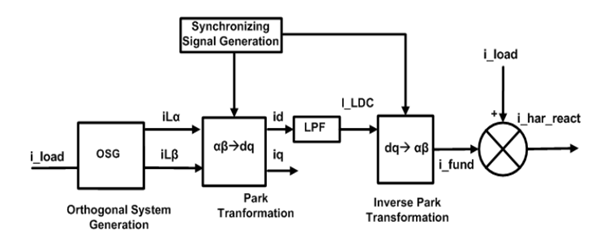 Synchronizing
Signal Generation
i_load
I_LDC
iLα
id
LPF
+
i_har_react
OSG
αβ→dq
dq→ αβ
i_load
iLβ
iq
i_fund
Orthogonal System
Generation
Park
Tranformation
Inverse Park
Transformation